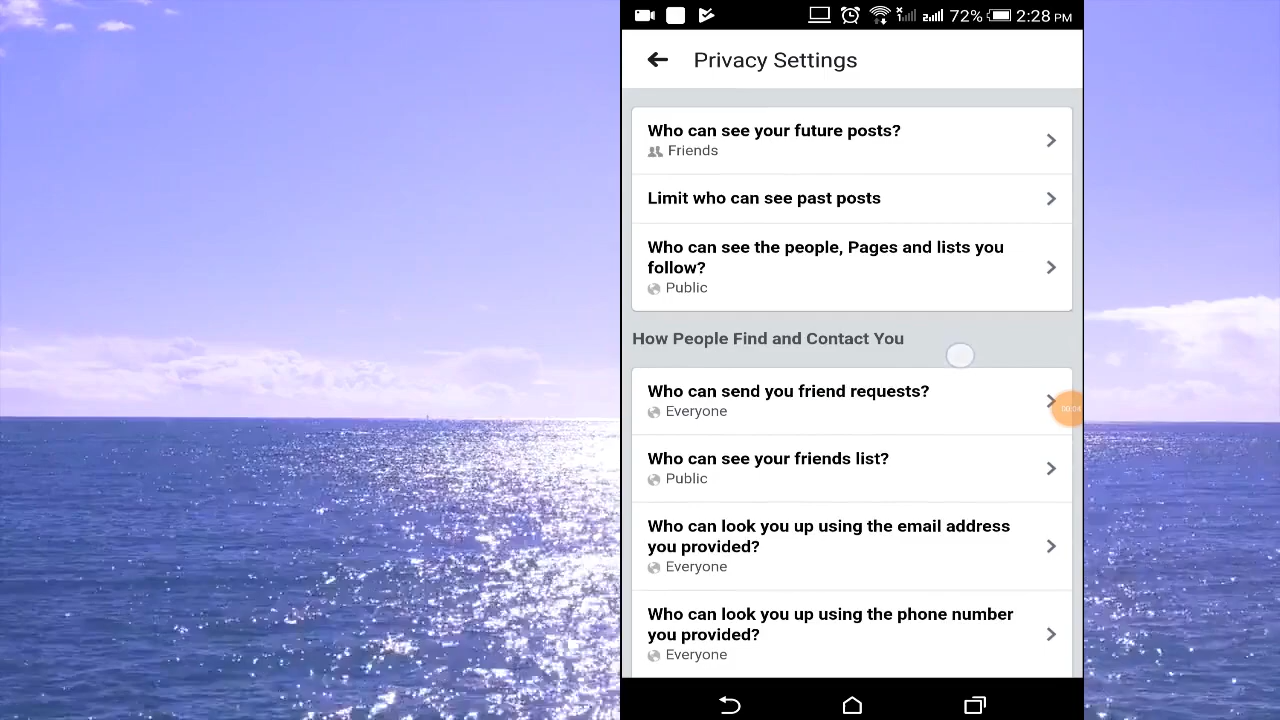 72% 2:28 PM
Privacy Settings
Who can see your future posts?
Friends
Limit who can see past posts
Who can see the people, Pages and lists you
follow?
Public
How People Find and Contact You
Who can send you friend requests?
Everyone
00:04
Who can see your friends list?
Public
Who can look you up using the email address
you provided?
Everyone
Who can look you up using the phone number
you provided?
Everyone